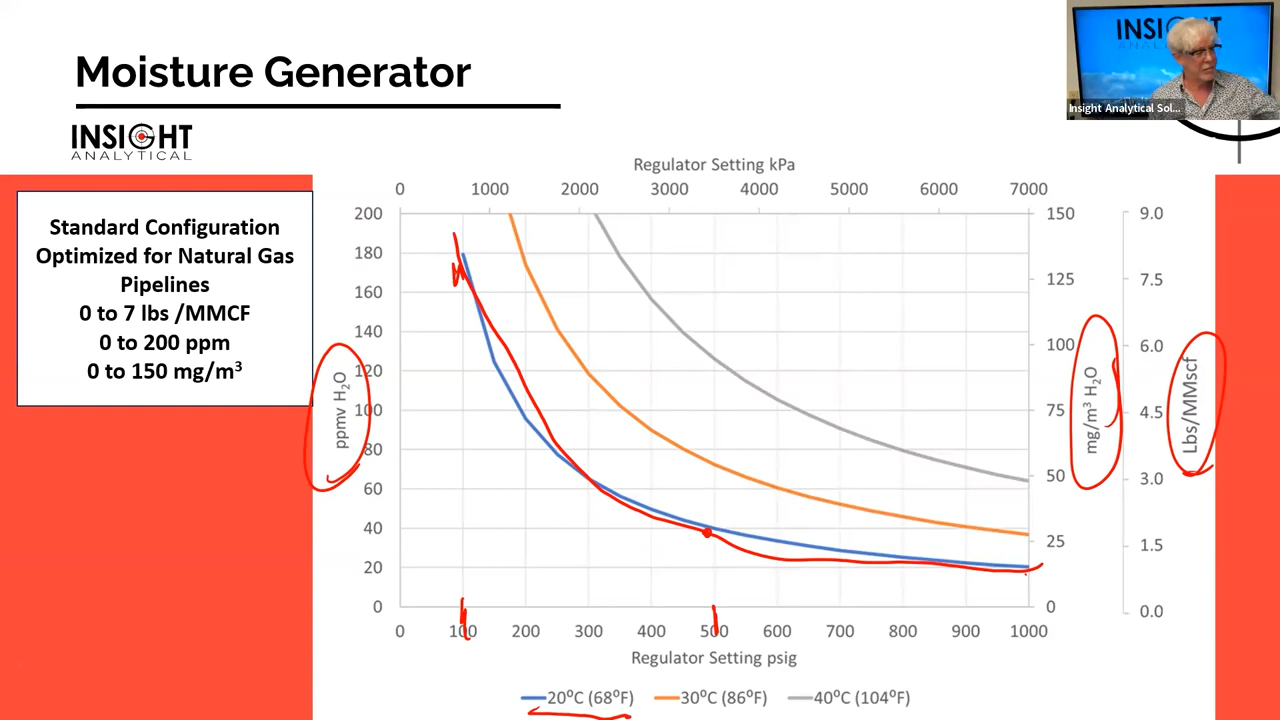 Moisture Generator
INSIGHT
ANALYTICAL
INSIGHT
ANALYTICAL
Insight Analytical Sol...
Standard Configuration
Optimized for Natural Gas
Pipelines
0 to 7 lbs /MMCF
0 to 200 ppm
0 to 150 mg/m³
Regulator Setting kPa
0 1000 2000 3000 4000 5000 6000 7000
200 150 9.0
180
125 7.5
160
140
100 6.0
120
100 75 4.5
80
50 3.0
60
40
25 1.5
20
0 0 0.0
ppmv H₂O
mg/m³ H₂O
Lbs/MMscf
0 100 200 300 400 500 600 700 800 900 1000
Regulator Setting psig
20ºC (68ºF) 30ºC (86ºF) 40ºC (104ºF)